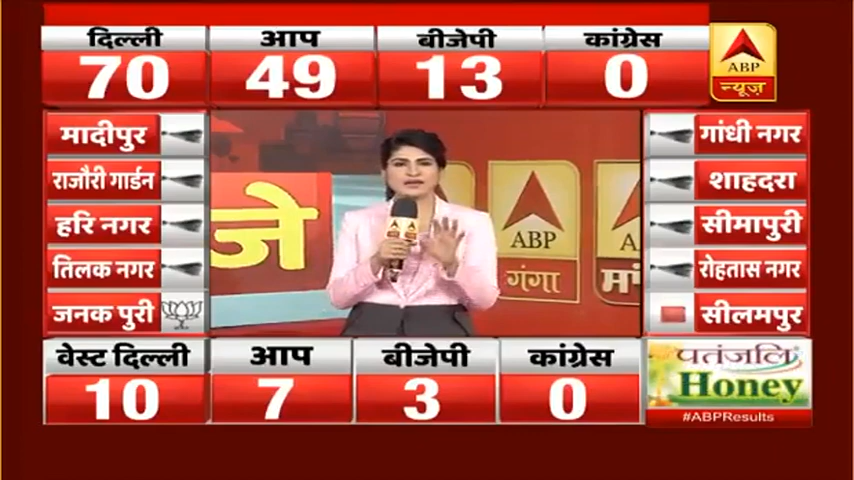 दिल्ली आप बीजेपी कांग्रेस
70 49 13 0
ABP
न्यूज़
मादीपुर
राजौरी गार्डन
हरि नगर
तिलक नगर
जनक पुरी
जे
ABP
गंगा
गांधी नगर
शाहदरा
सीमापुरी
रोहतास नगर
सीलमपुर
वेस्ट दिल्ली आप बीजेपी कांग्रेस
10 7 3 0
पतंजलि
Honey
#ABPResults